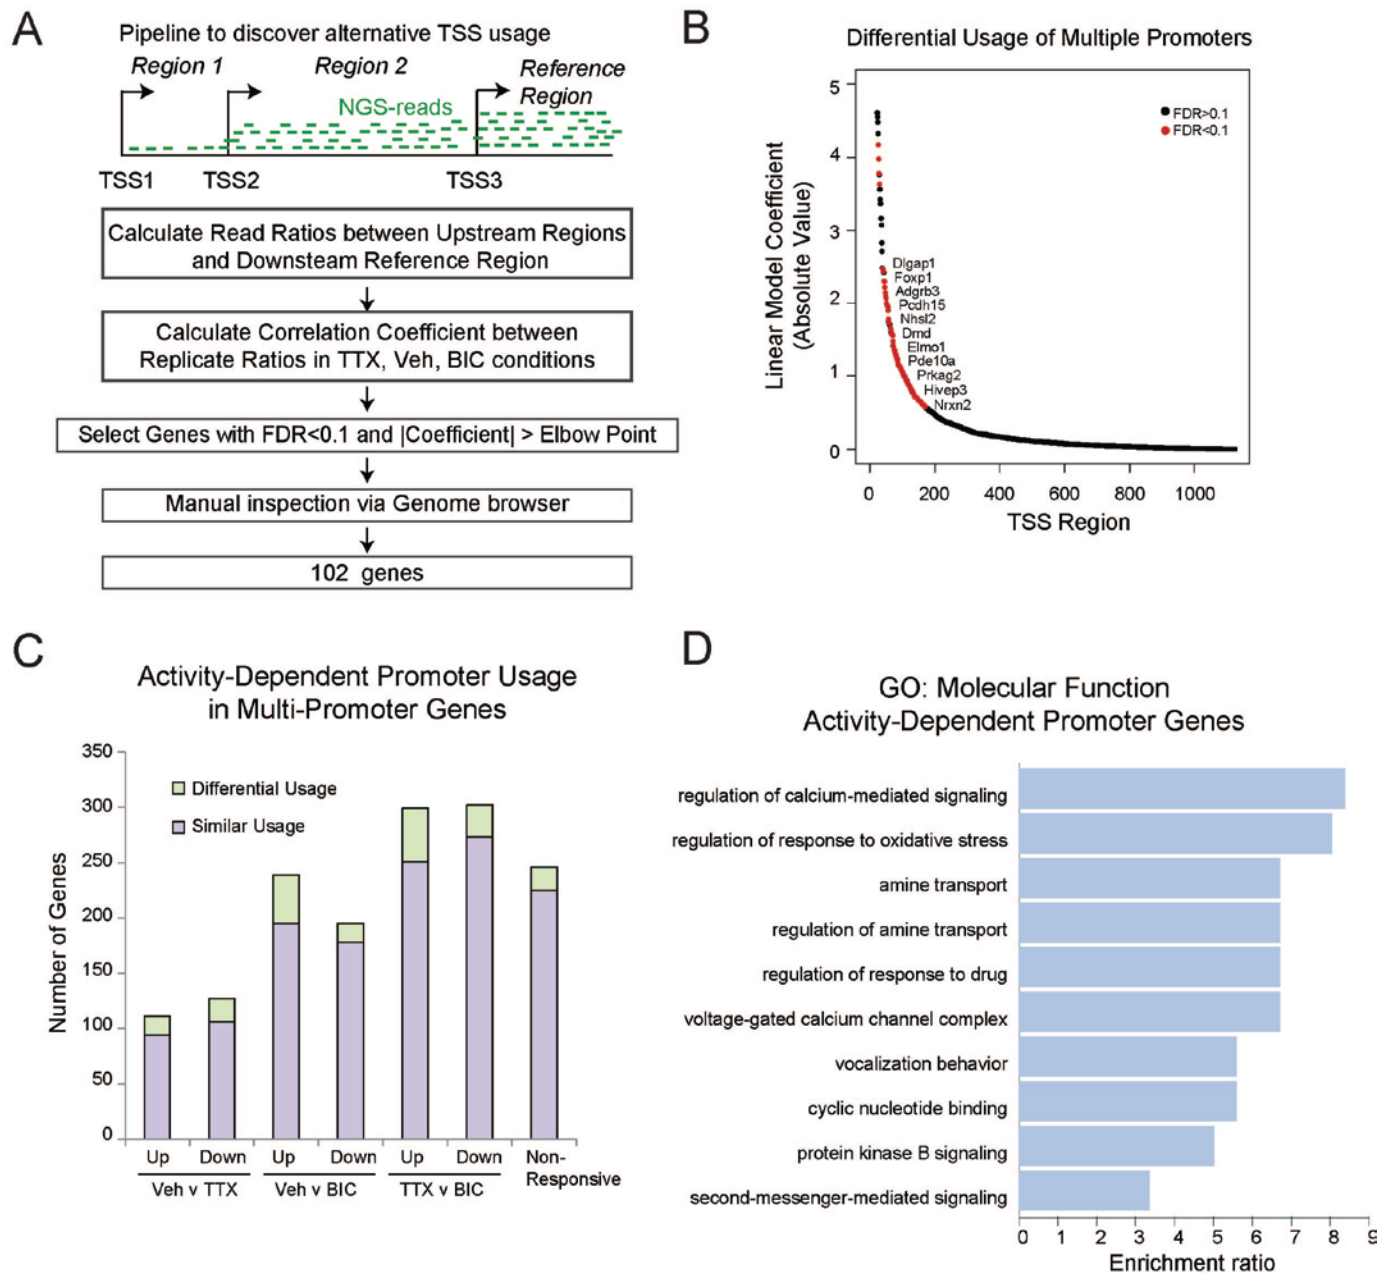 A
Pipeline to discover alternative TSS usage
Region 1
Region 2
Reference
Region
NGS-reads
TSS1
TSS2
TSS3
Calculate Read Ratios between Upstream Regions
and Downsteam Reference Region
Calculate Correlation Coefficient between
Replicate Ratios in TTX, Veh, BIC conditions
Select Genes with FDR<0.1 and |Coefficient| > Elbow Point
Manual inspection via Genome browser
102 genes
B
Differential Usage of Multiple Promoters
Linear Model Coefficient
(Absolute Value)
5
4
3
2
1
0
FDR>0.1
FDR<0.1
Dlgap1
Foxp1
Adgrb3
Pcdh15
Nhsl2
Dmd
Elmo1
Pde10a
Prkag2
Hivep3
Nrxn2
0 200 400 600 800 1000
TSS Region
C
Activity-Dependent Promoter Usage
in Multi-Promoter Genes
Number of Genes
350
300
250
200
150
100
50
0
Differential Usage
Similar Usage
Up Down Up Down Up Down Non-
Responsive
Veh v TTX Veh v BIC TTX v BIC
D
GO: Molecular Function
Activity-Dependent Promoter Genes
regulation of calcium-mediated signaling
regulation of response to oxidative stress
amine transport
regulation of amine transport
regulation of response to drug
voltage-gated calcium channel complex
vocalization behavior
cyclic nucleotide binding
protein kinase B signaling
second-messenger-mediated signaling
0 1 2 3 4 5 6 7 8 9
Enrichment ratio